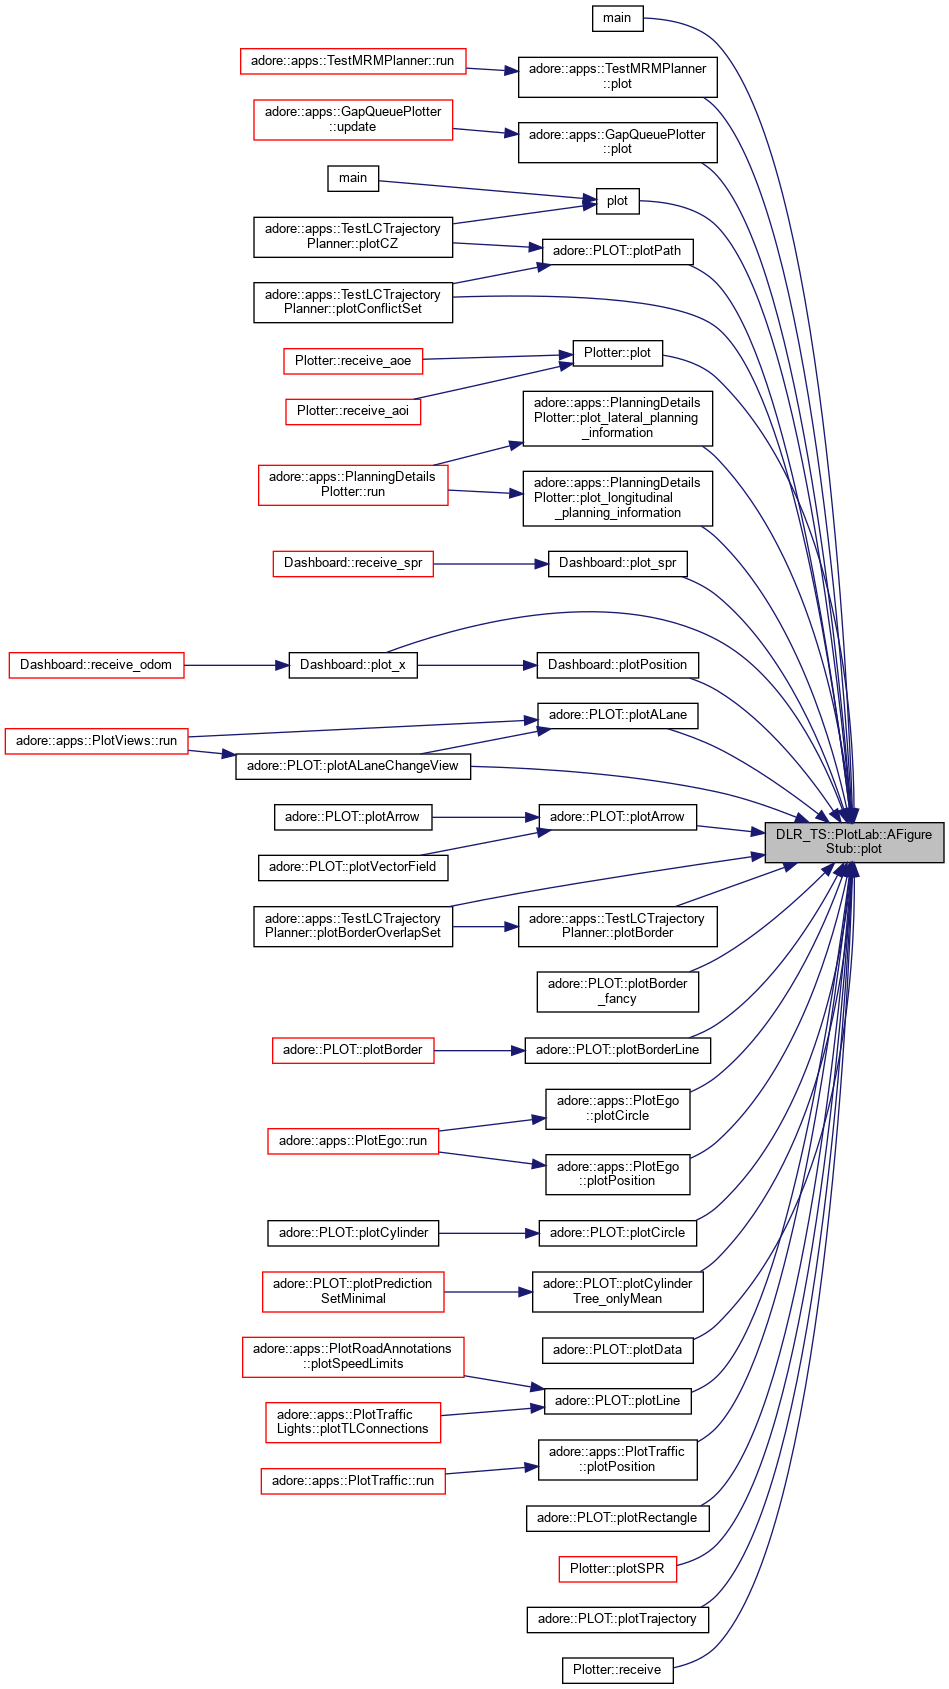 main
adore::apps::TestMRMPlanner::run
adore::apps::TestMRMPlanner
::plot
adore::apps::GapQueuePlotter
::update
adore::apps::GapQueuePlotter
::plot
main
plot
adore::apps::TestLCTrajectory
Planner::plotCZ
adore::PLOT::plotPath
adore::apps::TestLCTrajectory
Planner::plotConflictSet
Plotter::receive_aoe
Plotter::plot
Plotter::receive_aoi
adore::apps::PlanningDetails
Plotter::plot_lateral_planning
_information
adore::apps::PlanningDetails
Plotter::run
adore::apps::PlanningDetails
Plotter::plot_longitudinal
_planning_information
Dashboard::receive_spr
Dashboard::plot_spr
Dashboard::receive_odom
Dashboard::plot_x
Dashboard::plotPosition
adore::PLOT::plotALane
adore::apps::PlotViews::run
adore::PLOT::plotALaneChangeView
adore::PLOT::plotArrow
adore::PLOT::plotArrow
DLR_TS::PlotLab::AFigure
Stub::plot
adore::PLOT::plotVectorField
adore::apps::TestLCTrajectory
Planner::plotBorderOverlapSet
adore::apps::TestLCTrajectory
Planner::plotBorder
adore::PLOT::plotBorder
_fancy
adore::PLOT::plotBorder
adore::PLOT::plotBorderLine
adore::apps::PlotEgo
::plotCircle
adore::apps::PlotEgo::run
adore::apps::PlotEgo
::plotPosition
adore::PLOT::plotCylinder
adore::PLOT::plotCircle
adore::PLOT::plotPrediction
SetMinimal
adore::PLOT::plotCylinder
Tree_onlyMean
adore::PLOT::plotData
adore::apps::PlotRoadAnnotations
::plotSpeedLimits
adore::PLOT::plotLine
adore::apps::PlotTraffic
Lights::plotTLConnections
adore::apps::PlotTraffic
::plotPosition
adore::apps::PlotTraffic::run
adore::PLOT::plotRectangle
Plotter::plotSPR
adore::PLOT::plotTrajectory
Plotter::receive